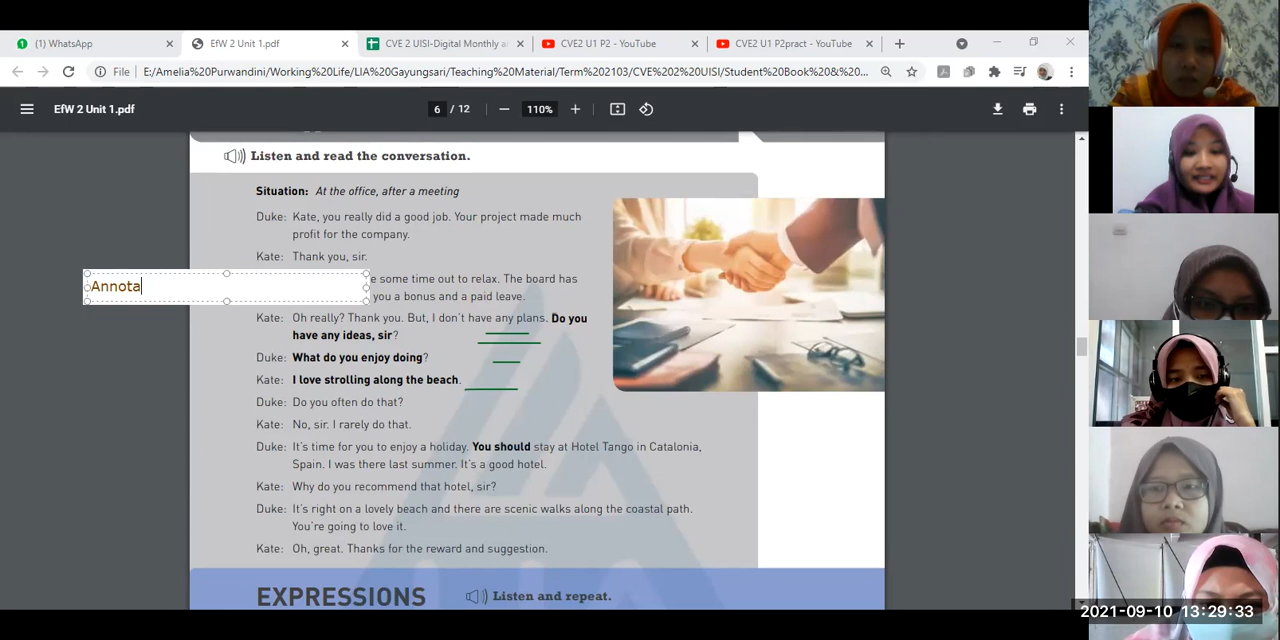 (1) WhatsApp
EfW 2 Unit 1.pdf
CVE 2 UISI-Digital Monthly a
CVE2 U1 P2 - YouTube
CVE2 U1 P2pract - YouTube
File
E:/Amelia%20Purwandini/Working%20Life/LIA%20Gayungsari/Teaching%20Material/Term%202103/CVE%202%20UISI/Student%20Book%20&%20...
EfW 2 Unit 1.pdf
6 / 12
110%
Listen and read the conversation.
Situation: At the office, after a meeting
Duke: Kate, you really did a good job. Your project made much
profit for the company.
Kate: Thank you, sir.
Annota
e some time out to relax. The board has
you a bonus and a paid leave.
Kate: Oh really? Thank you. But, I don't have any plans. Do you
have any ideas, sir?
Duke: What do you enjoy doing?
Kate: I love strolling along the beach.
Duke: Do you often do that?
Kate: No, sir. I rarely do that.
Duke: It's time for you to enjoy a holiday. You should stay at Hotel Tango in Catalonia,
Spain. I was there last summer. It's a good hotel.
Kate: Why do you recommend that hotel, sir?
Duke: It's right on a lovely beach and there are scenic walks along the coastal path.
You're going to love it.
Kate: Oh, great. Thanks for the reward and suggestion.
EXPRESSIONS
Listen and repeat.
2021-09-10 13:29:33